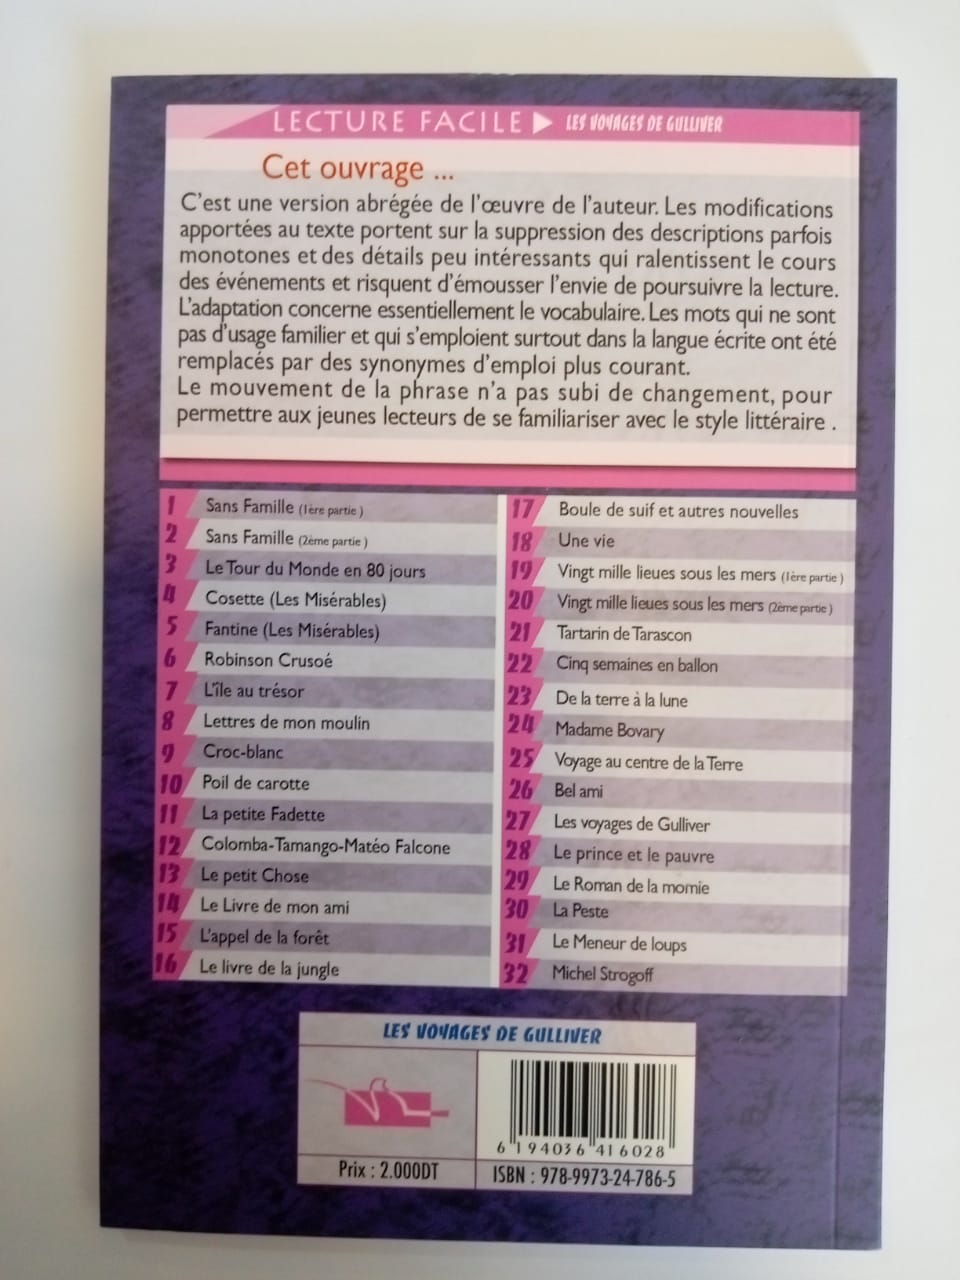 LECTURE FACILE ▶ LES VOYAGES DE GULLIVER
Cet ouvrage ...
C'est une version abrégée de l'œuvre de l'auteur. Les modifications
apportées au texte portent sur la suppression des descriptions parfois
monotones et des détails peu intéressants qui ralentissent le cours
des événements et risquent d'émousser l'envie de poursuivre la lecture.
L'adaptation concerne essentiellement le vocabulaire. Les mots qui ne sont
pas d'usage familier et qui s'emploient surtout dans la langue écrite ont été
remplacés par des synonymes d'emploi plus courant.
Le mouvement de la phrase n'a pas subi de changement, pour
permettre aux jeunes lecteurs de se familiariser avec le style littéraire .
1 Sans Famille (1ère partie )
2 Sans Famille (2ème partie )
3 Le Tour du Monde en 80 jours
4 Cosette (Les Misérables)
5 Fantine (Les Misérables)
6 Robinson Crusoé
7 L'île au trésor
8 Lettres de mon moulin
9 Croc-blanc
10 Poil de carotte
11 La petite Fadette
12 Colomba-Tamango-Matéo Falcone
13 Le petit Chose
14 Le Livre de mon ami
15 L'appel de la forêt
16 Le livre de la jungle
17 Boule de suif et autres nouvelles
18 Une vie
19 Vingt mille lieues sous les mers (1ère partie )
20 Vingt mille lieues sous les mers (2ème partie )
21 Tartarin de Tarascon
22 Cinq semaines en ballon
23 De la terre à la lune
24 Madame Bovary
25 Voyage au centre de la Terre
26 Bel ami
27 Les voyages de Gulliver
28 Le prince et le pauvre
29 Le Roman de la momie
30 La Peste
31 Le Meneur de loups
32 Michel Strogoff
LES VOYAGES DE GULLIVER
6 194036 416028
Prix : 2.000DT
ISBN : 978-9973-24-786-5